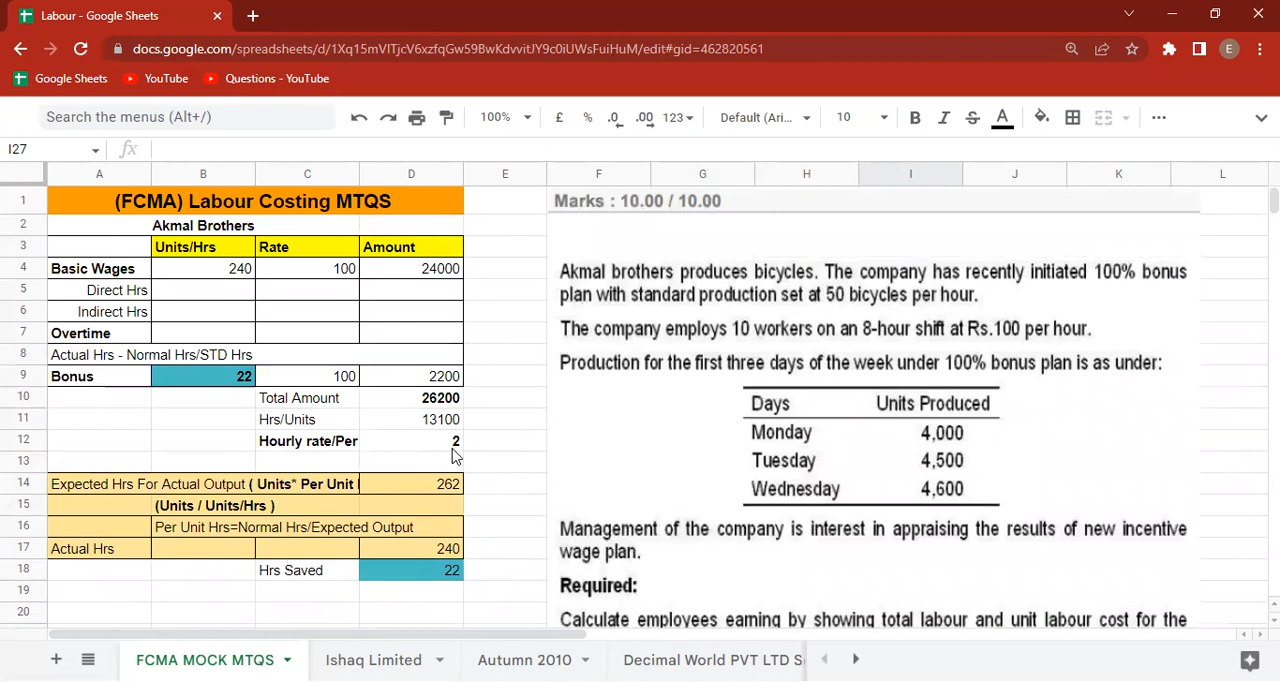 Labour - Google Sheets
docs.google.com/spreadsheets/d/1Xq15mVlTjcV6xzfqGw59BwKdvvitJY9c0iUWsFuiHuM/edit#gid=462820561
E
Google Sheets YouTube Questions - YouTube
Search the menus (Alt+/) 100% £ % .0 .00 123 Default (Ari... 10 B I S A
I27 fx
A B C D E F G H I J K L
1 (FCMA) Labour Costing MTQS Marks : 10.00 / 10.00
2 Akmal Brothers
3 Units/Hrs Rate Amount
4 Basic Wages 240 100 24000
5 Direct Hrs
6 Indirect Hrs
7 Overtime
8 Actual Hrs - Normal Hrs/STD Hrs
9 Bonus 22 100 2200
10 Total Amount 26200
11 Hrs/Units 13100
12 Hourly rate/Per 2
13
14 Expected Hrs For Actual Output ( Units* Per Unit 262
15 (Units / Units/Hrs )
16 Per Unit Hrs=Normal Hrs/Expected Output
17 Actual Hrs 240
18 Hrs Saved 22
19
20
Akmal brothers produces bicycles. The company has recently initiated 100% bonus
plan with standard production set at 50 bicycles per hour.
The company employs 10 workers on an 8-hour shift at Rs.100 per hour.
Production for the first three days of the week under 100% bonus plan is as under:
Days Units Produced
Monday 4,000
Tuesday 4,500
Wednesday 4,600
Management of the company is interest in appraising the results of new incentive
wage plan.
Required:
Calculate employees earning by showing total labour and unit labour cost for the
FCMA MOCK MTQS Ishaq Limited Autumn 2010 Decimal World PVT LTD S